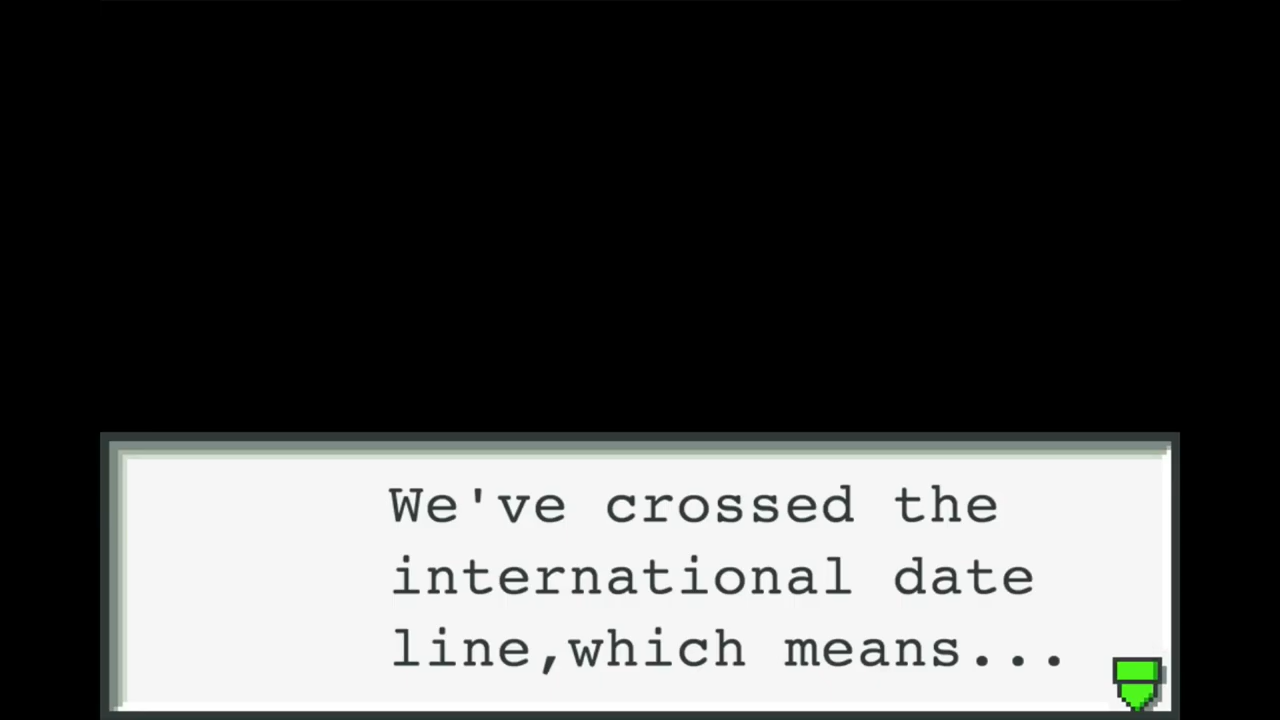 We've crossed the
international date
line,which means...